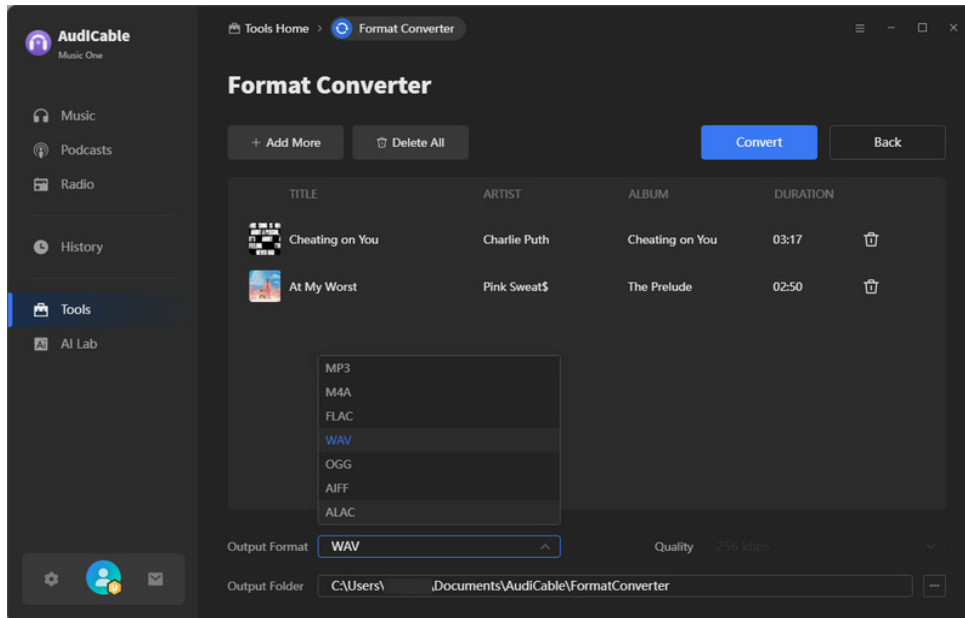 AudiCable
Music One
Music
Podcasts
Radio
History
Tools
Ai
AI Lab
Tools Home > Format Converter
Format Converter
+ Add More
Delete All
Convert
Back
TITLE ARTIST ALBUM DURATION
Cheating on You Charlie Puth Cheating on You 03:17
At My Worst Pink Sweat$ The Prelude 02:50
MP3
M4A
FLAC
WAV
OGG
AIFF
ALAC
Output Format WAV Quality 256 kbps
Output Folder C:\Users\ ,Documents\AudiCable\FormatConverter ...